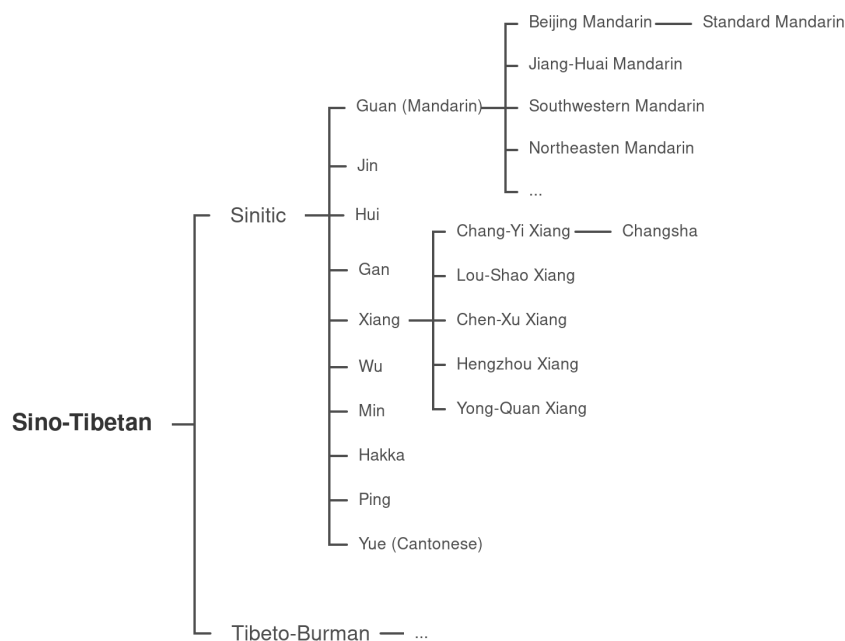 Beijing Mandarin
Standard Mandarin
Jiang-Huai Mandarin
Guan (Mandarin)
Southwestern Mandarin
Northeasten Mandarin
...
Jin
Sinitic
Hui
Chang-Yi Xiang
Changsha
Gan
Lou-Shao Xiang
Xiang
Chen-Xu Xiang
Wu
Hengzhou Xiang
Min
Yong-Quan Xiang
Sino-Tibetan
Hakka
Ping
Yue (Cantonese)
Tibeto-Burman
...